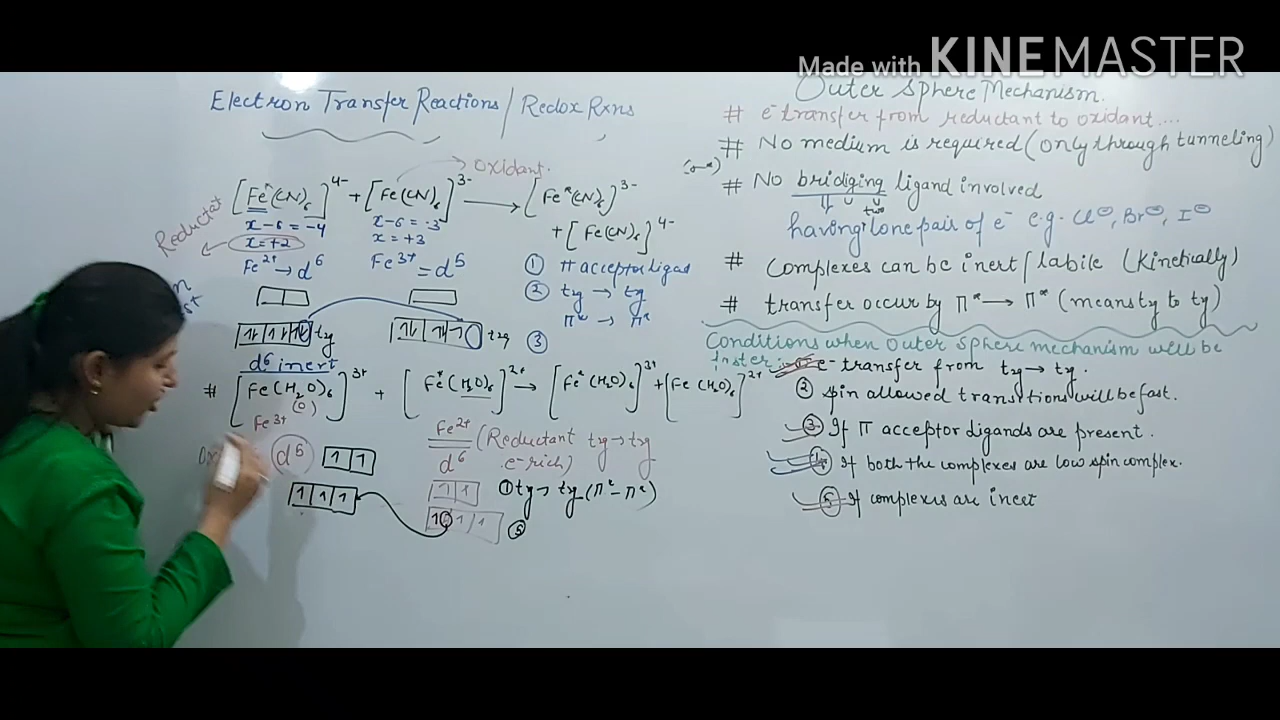 Made with KINEMASTER
Electron Transfer Reactions / Redox Rxns
Oxidant.
Reductat
[Fe*(CN)6]4- + [Fe(CN)6]3- → [Fe*(CN)6]3-
+ [Fe(CN)6]4-
x-6=-4
x-6=-3
x=+2
x=+3
Fe2+ → d6
Fe3+ = d5
① π acceptor ligad
② t2g → t2g
π* → π*
③
t2g
t2g
d6 inert
# [Fe(H2O)6]3+ + [Fe*(H2O)6]2+ → [Fe*(H2O)6]3+ + [Fe(H2O)6]2+
(0)
Fe3+
Fe2+ (Reductant t2g → t2g
d5
d6
e- rich)
① t2g → t2g (π* - π*)
②
Outer Sphere Mechanism.
# e- transfer from reductant to oxidant....
# No medium is required (only through tunneling)
# No bridging ligand involved
two
having lone pair of e- e.g. Cl⊖, Br⊖, I⊖
# Complexes can be inert / labile (Kinetically)
# transfer occur by π* → π* (means t2g to t2g)
Conditions when Outer Sphere mechanism will be
faster
e- transfer from t2g → t2g.
② spin allowed transitions will be fast.
③ If π acceptor ligands are present.
④ If both the complexes are low spin complex.
⑤ If complexes are inert